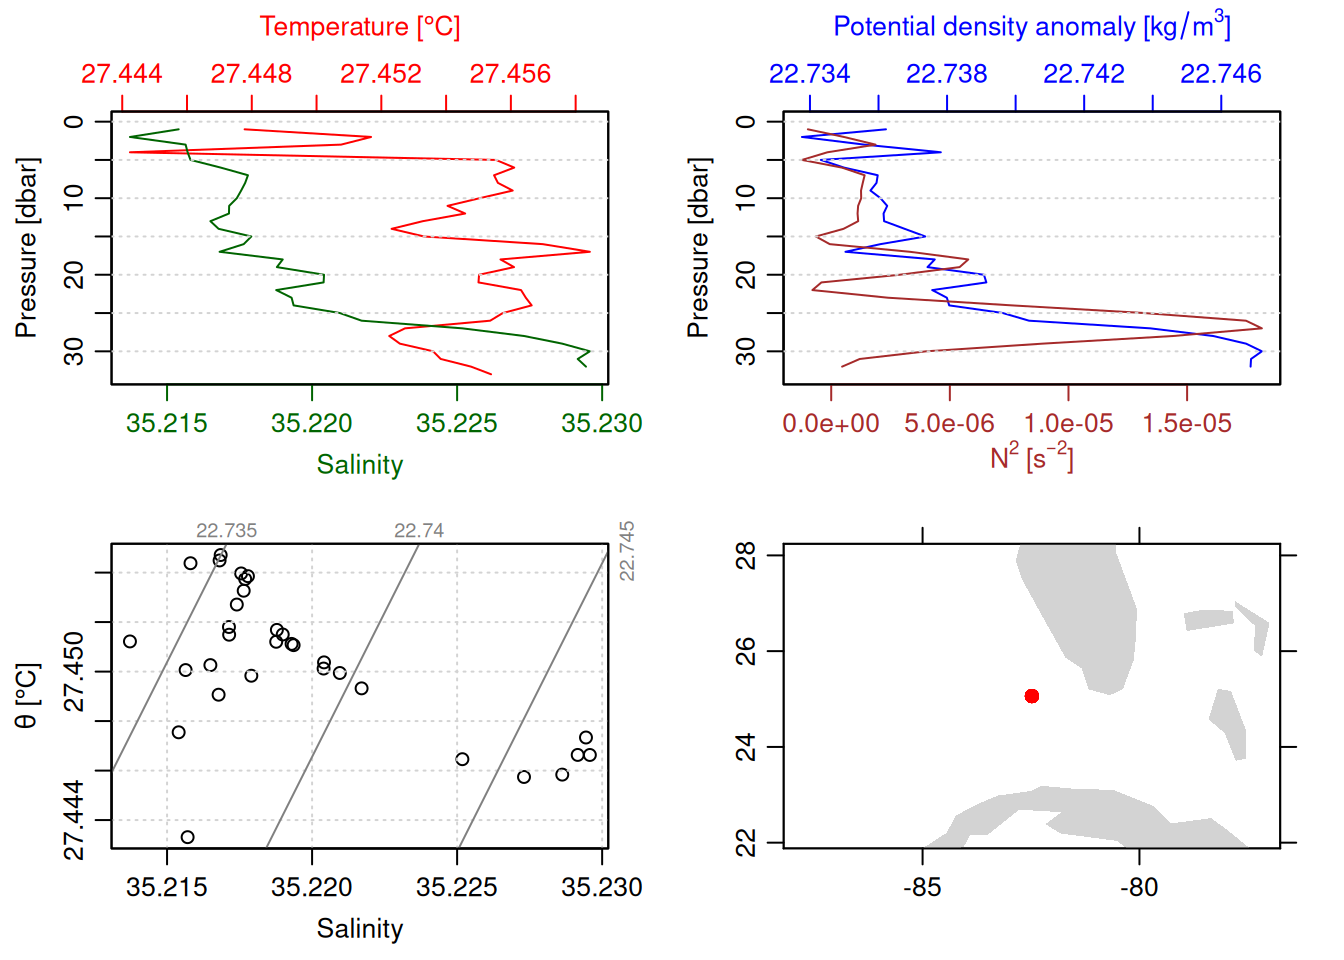 Temperature [°C]
27.444 27.448 27.452 27.456
Pressure [dbar]
0
10
20
30
35.215 35.220 35.225 35.230
Salinity
Potential density anomaly [kg/m³]
22.734 22.738 22.742 22.746
Pressure [dbar]
0
10
20
30
0.0e+00 5.0e-06 1.0e-05 1.5e-05
N² [s⁻²]
22.735 22.74 22.745
θ [°C]
27.450
27.444
35.215 35.220 35.225 35.230
Salinity
28
26
24
22
-85 -80